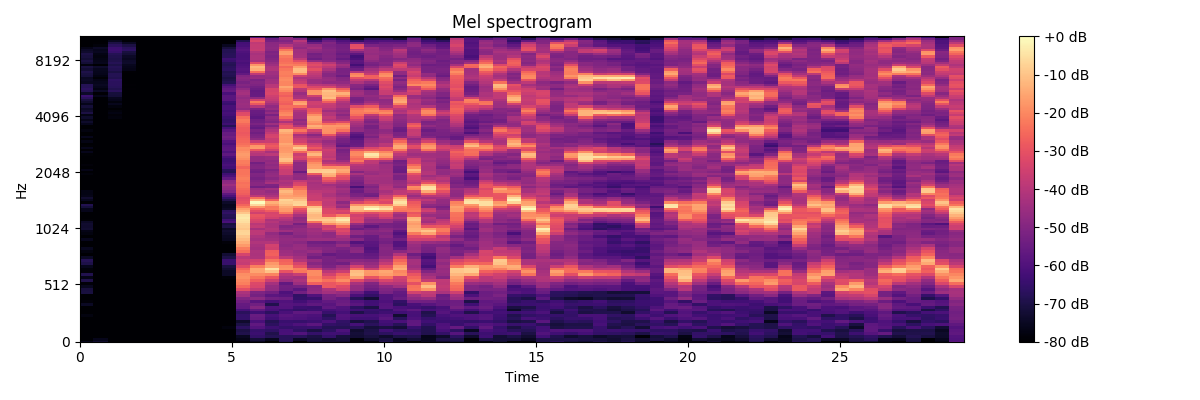 Mel spectrogram
+0 dB
8192
-10 dB
-20 dB
4096
-30 dB
2048
-40 dB
Hz
1024
-50 dB
-60 dB
512
-70 dB
0
-80 dB
0 5 10 15 20 25
Time